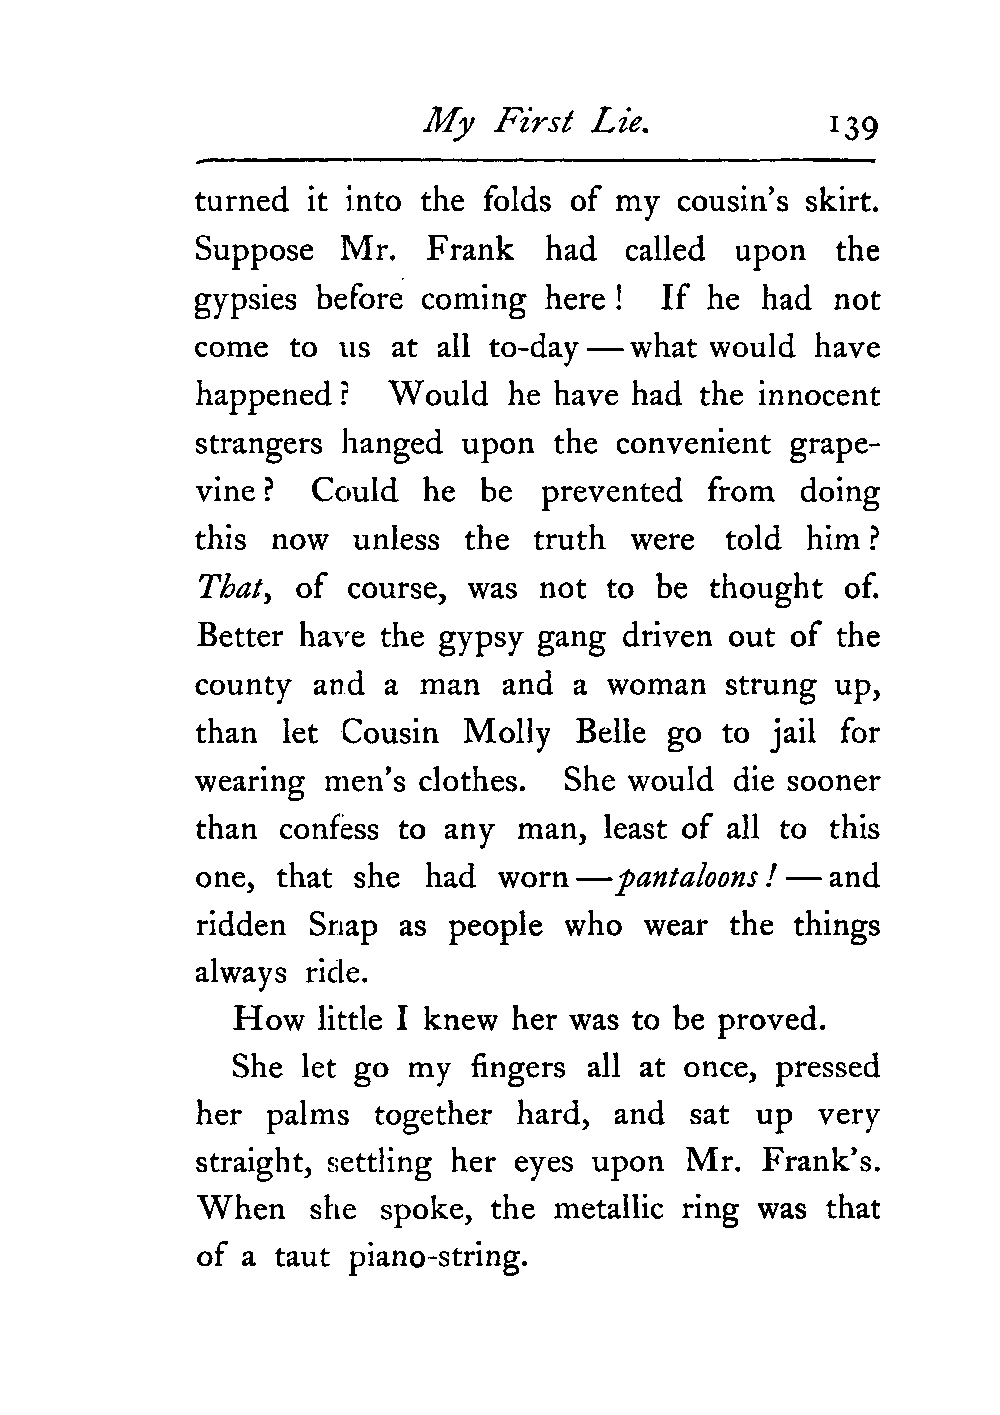 My First Lie. 139
turned it into the folds of my cousin's skirt.
Suppose Mr. Frank had called upon the
gypsies before coming here! If he had not
come to us at all to-day — what would have
happened? Would he have had the innocent
strangers hanged upon the convenient grape-
vine? Could he be prevented from doing
this now unless the truth were told him?
That, of course, was not to be thought of.
Better have the gypsy gang driven out of the
county and a man and a woman strung up,
than let Cousin Molly Belle go to jail for
wearing men's clothes. She would die sooner
than confess to any man, least of all to this
one, that she had worn — pantaloons! — and
ridden Snap as people who wear the things
always ride.
How little I knew her was to be proved.
She let go my fingers all at once, pressed
her palms together hard, and sat up very
straight, settling her eyes upon Mr. Frank's.
When she spoke, the metallic ring was that
of a taut piano-string.